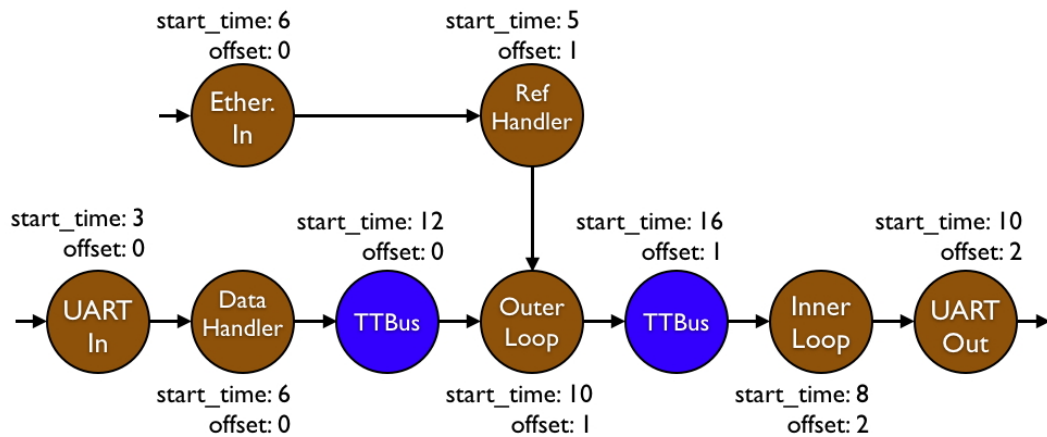 start_time: 6
offset: 0
start_time: 5
offset: 1
Ether.
In
Ref
Handler
start_time: 3
offset: 0
start_time: 12
offset: 0
start_time: 16
offset: 1
start_time: 10
offset: 2
UART
In
Data
Handler
TTBus
Outer
Loop
TTBus
Inner
Loop
UART
Out
start_time: 6
offset: 0
start_time: 10
offset: 1
start_time: 8
offset: 2